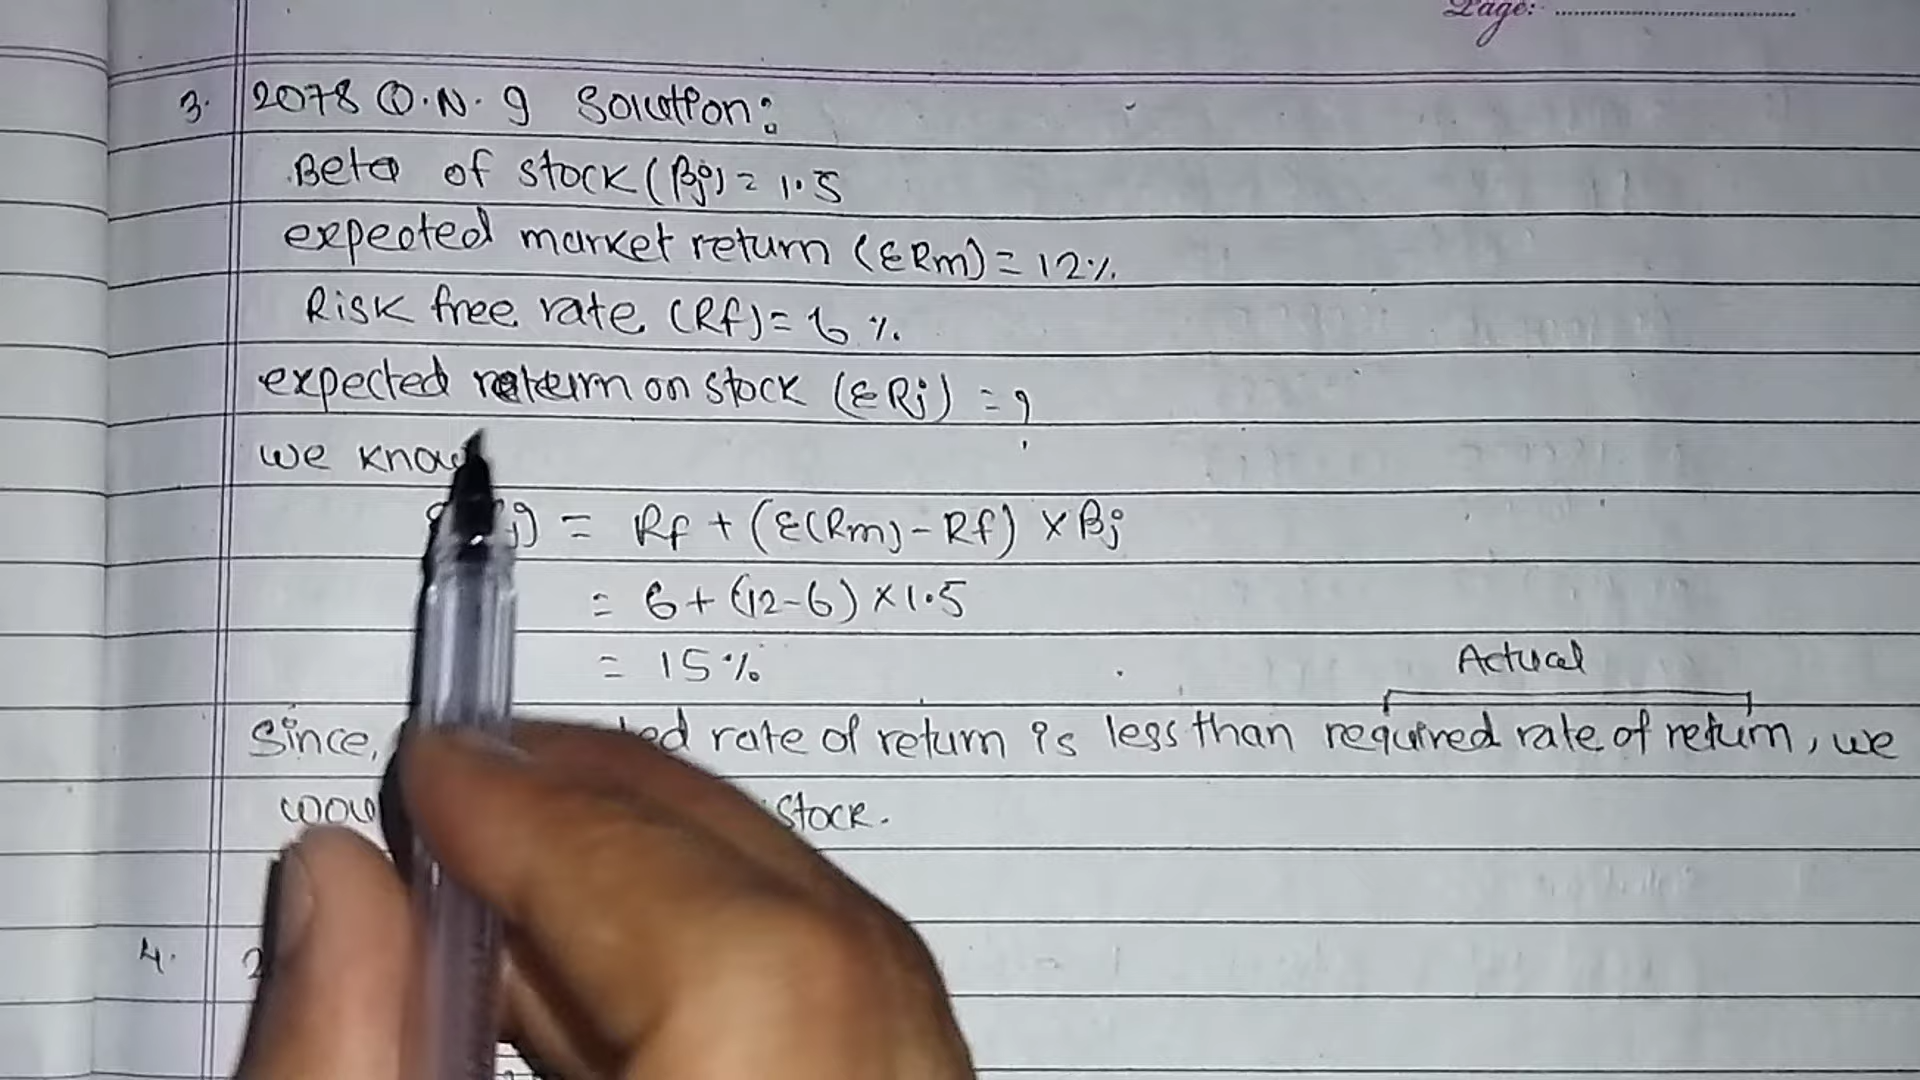 Page: ..................
3. 2078 Q.N. 9 Solution:
Beta of stock (βj) = 1.5
expected market return (ERm) = 12%
Risk free rate (Rf) = 6 %
expected return on stock (ERj) = ?
we know
= Rf + (E(Rm) - Rf) × βj
= 6 + (12-6) × 1.5
= 15%
Actual
Since, rate of return is less than required rate of return, we
stock.
4.